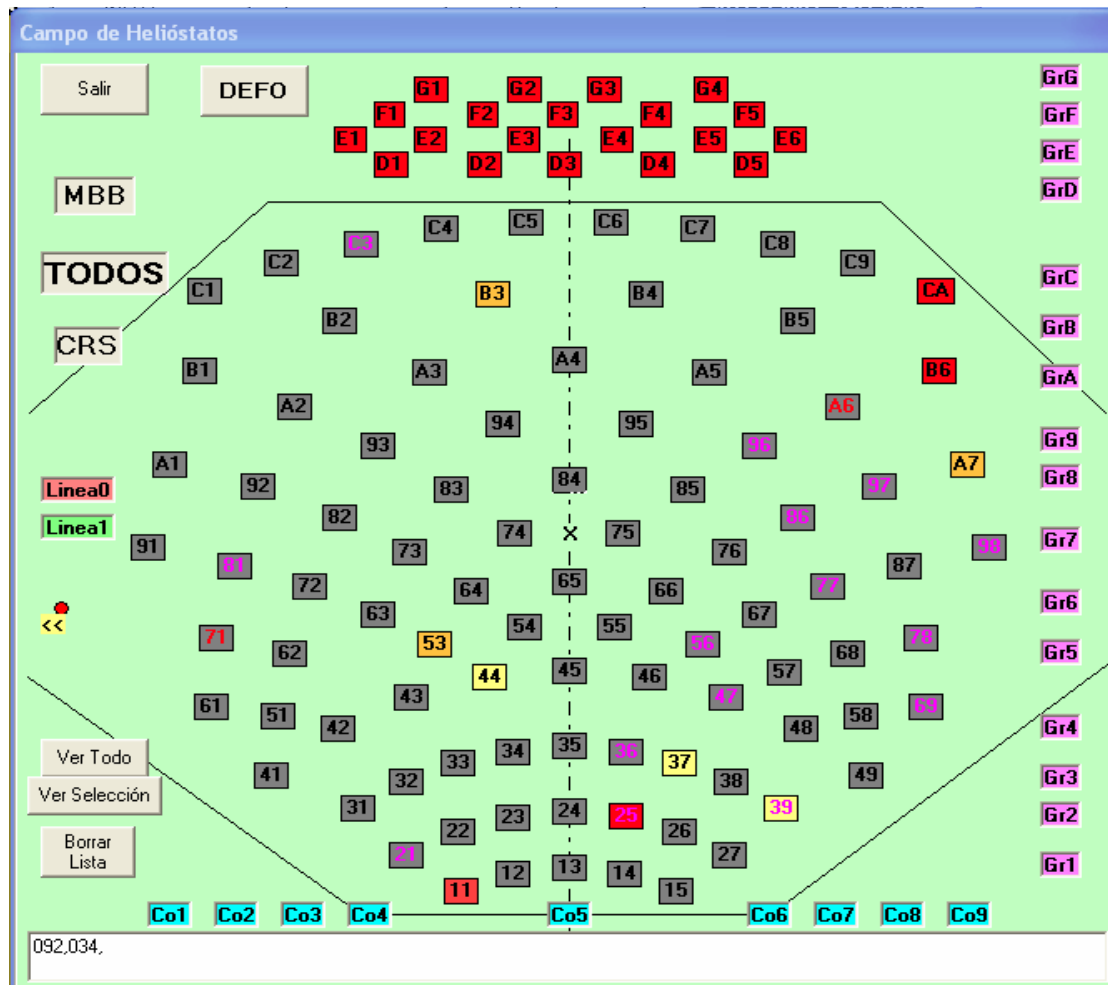 Campo de Helióstatos
Salir DEFO G1 G2 G3 G4 GrG
F1 F2 F3 F4 F5 GrF
E1 E2 E3 E4 E5 E6 GrE
D1 D2 D3 D4 D5 GrD
MBB
C3 C4 C5 C6 C7 C8
TODOS C1 C2 B3 B4 C9 CA GrC
CRS B2 B5 GrB
B1 A3 A4 A5 B6 GrA
A2 94 95 A6
93 96 Gr9
A1 92 83 84 85 97 A7 Gr8
Linea0
Linea1 82 74 X 75 86 Gr7
91 81 73 76 87 98
72 64 65 66 77 Gr6
<< 63 54 55 67
71 62 53 45 56 68 78 Gr5
44 46 57
61 51 42 43 47 48 58 69 Gr4
Ver Todo 33 34 35 36 37
41 32 38 49 Gr3
Ver Selección 31 23 24 25 39 Gr2
22 26
Borrar Lista 21 12 13 14 27 Gr1
11 15
Co1 Co2 Co3 Co4 Co5 Co6 Co7 Co8 Co9
092,034,